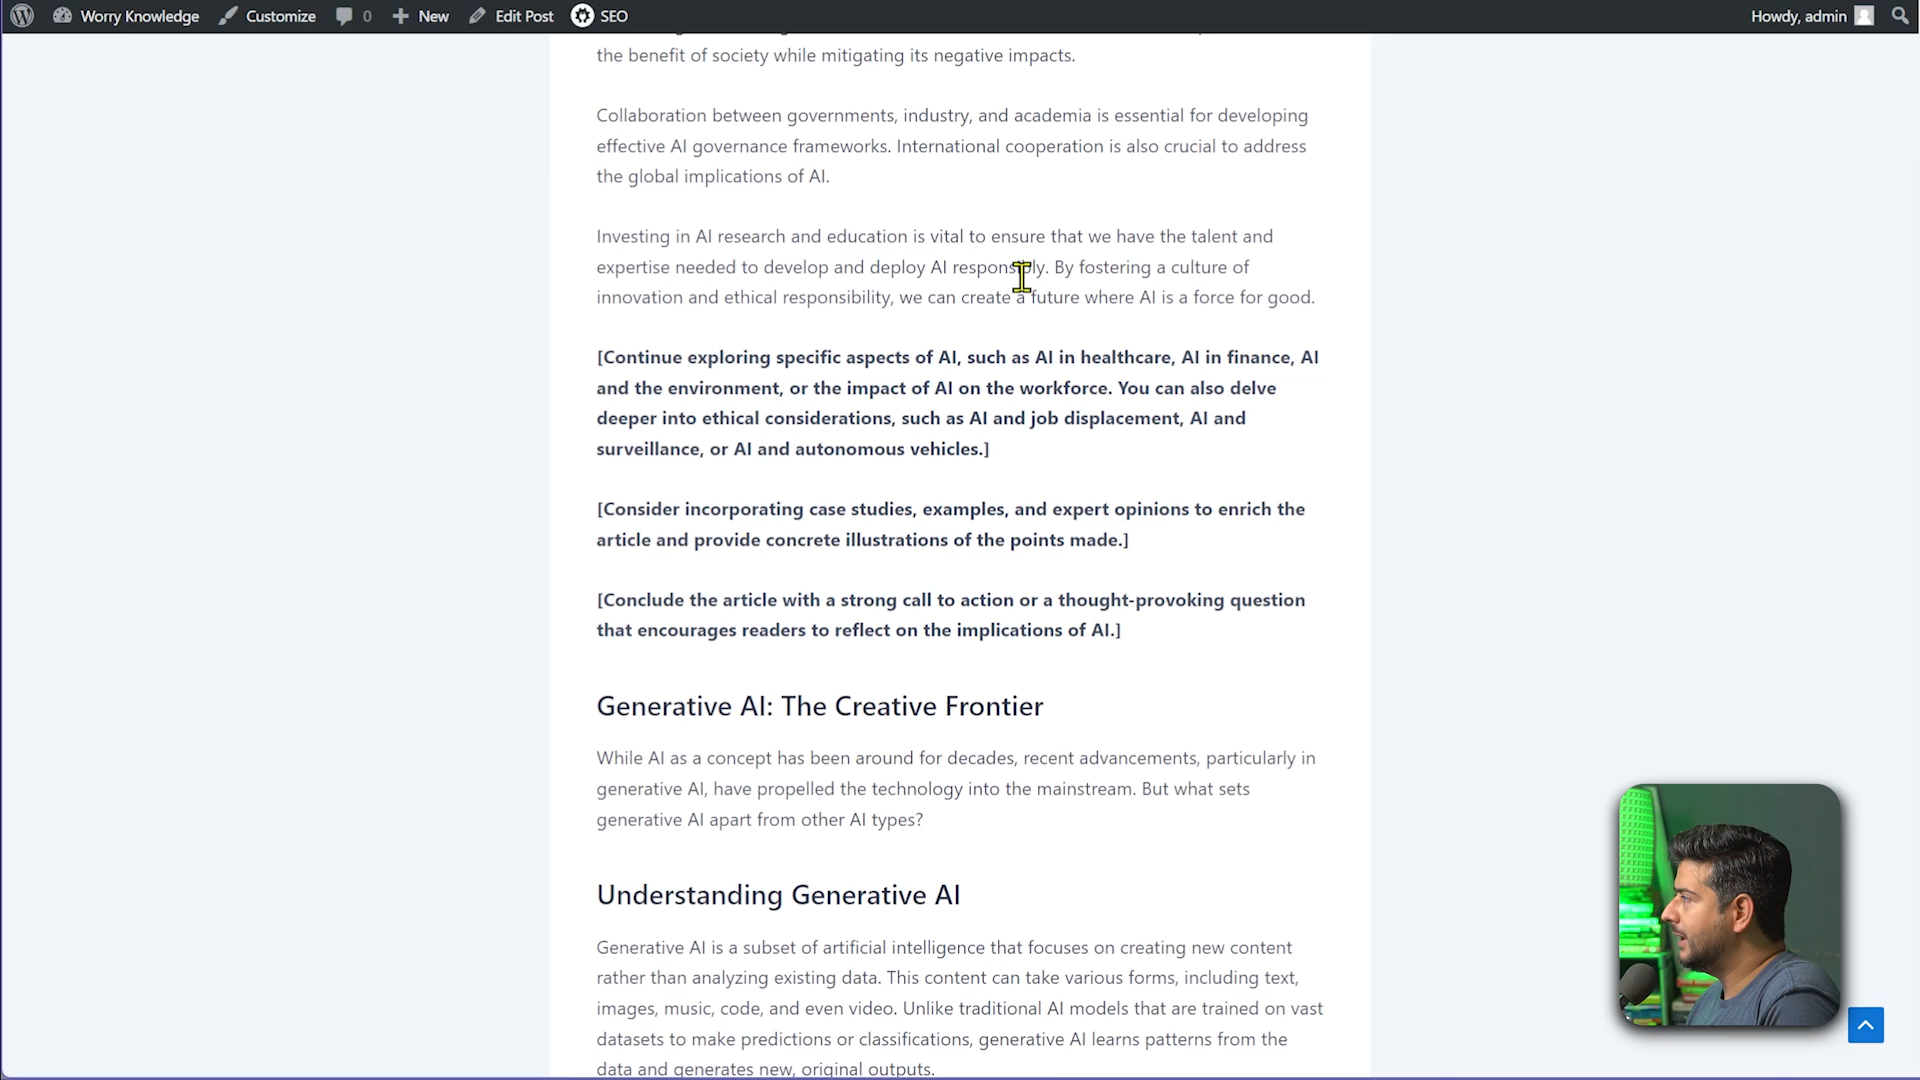 Worry Knowledge
Customize
0
New
Edit Post
SEO
Howdy, admin
the benefit of society while mitigating its negative impacts.
Collaboration between governments, industry, and academia is essential for developing
effective AI governance frameworks. International cooperation is also crucial to address
the global implications of AI.
Investing in AI research and education is vital to ensure that we have the talent and
expertise needed to develop and deploy AI responsibly. By fostering a culture of
innovation and ethical responsibility, we can create a future where AI is a force for good.
[Continue exploring specific aspects of AI, such as AI in healthcare, AI in finance, AI
and the environment, or the impact of AI on the workforce. You can also delve
deeper into ethical considerations, such as AI and job displacement, AI and
surveillance, or AI and autonomous vehicles.]
[Consider incorporating case studies, examples, and expert opinions to enrich the
article and provide concrete illustrations of the points made.]
[Conclude the article with a strong call to action or a thought-provoking question
that encourages readers to reflect on the implications of AI.]
Generative AI: The Creative Frontier
While AI as a concept has been around for decades, recent advancements, particularly in
generative AI, have propelled the technology into the mainstream. But what sets
generative AI apart from other AI types?
Understanding Generative AI
Generative AI is a subset of artificial intelligence that focuses on creating new content
rather than analyzing existing data. This content can take various forms, including text,
images, music, code, and even video. Unlike traditional AI models that are trained on vast
datasets to make predictions or classifications, generative AI learns patterns from the
data and generates new, original outputs.